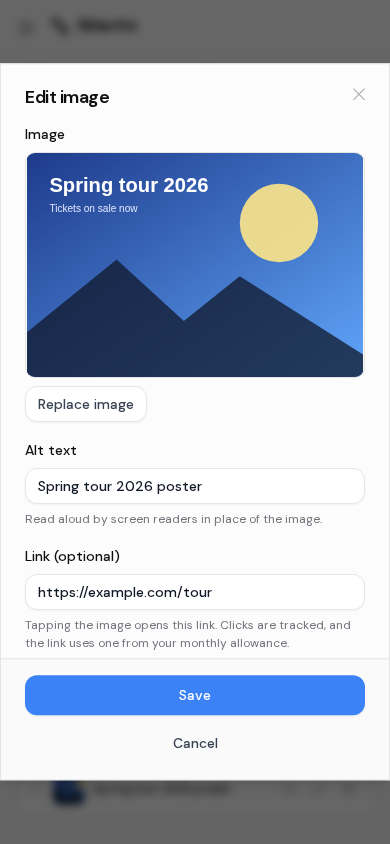 Edit image
Image
Spring tour 2026
Tickets on sale now
Replace image
Alt text
Spring tour 2026 poster
Read aloud by screen readers in place of the image.
Link (optional)
https://example.com/tour
Tapping the image opens this link. Clicks are tracked, and
the link uses one from your monthly allowance.
Save
Cancel